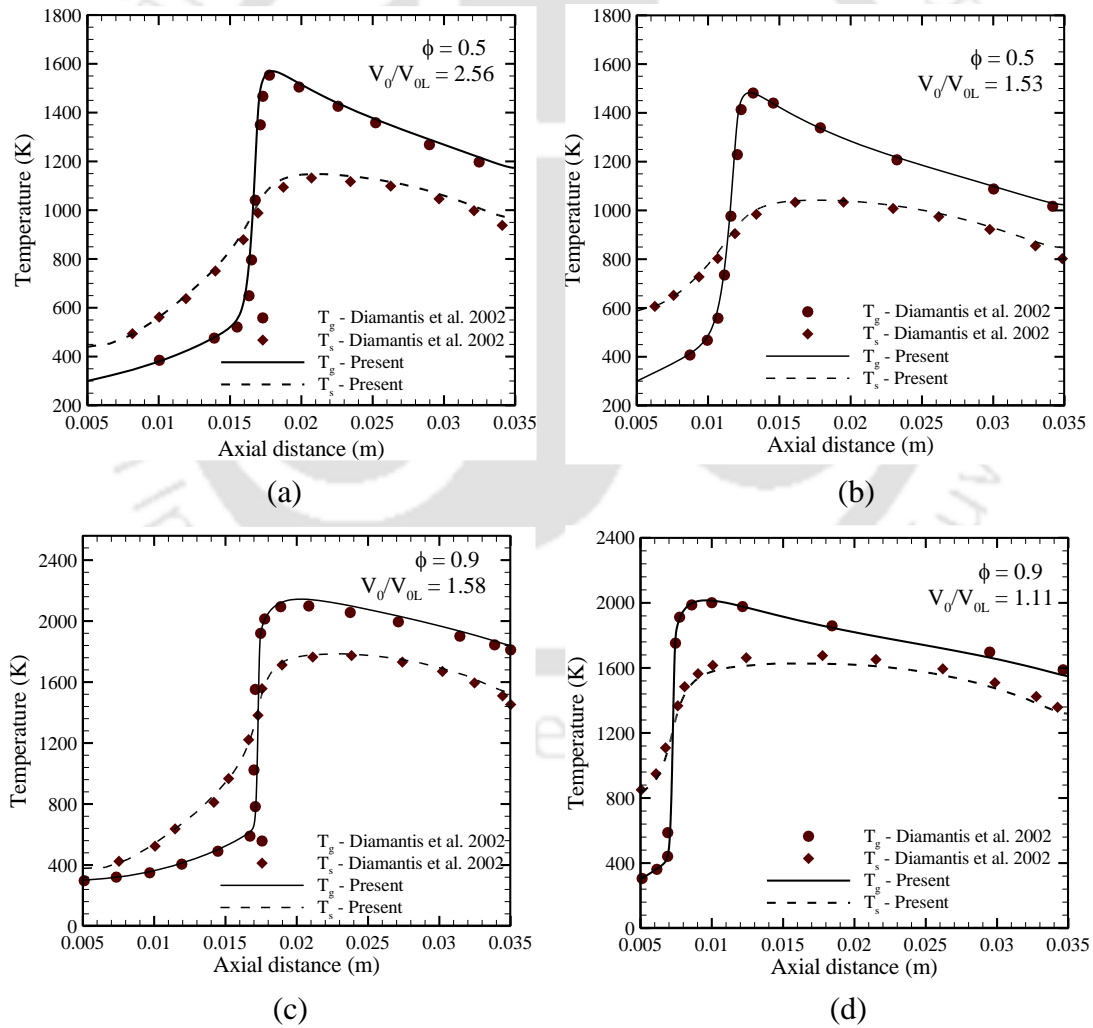 1800
1600
1400
1200
1000
800
600
400
200
Temperature (K)
ϕ = 0.5
V0/V0L = 2.56
Tg - Diamantis et al. 2002
Ts - Diamantis et al. 2002
Tg - Present
Ts - Present
0.005 0.01 0.015 0.02 0.025 0.03 0.035
Axial distance (m)
(a)
1800
1600
1400
1200
1000
800
600
400
200
Temperature (K)
ϕ = 0.5
V0/V0L = 1.53
Tg - Diamantis et al. 2002
Ts - Diamantis et al. 2002
Tg - Present
Ts - Present
0.005 0.01 0.015 0.02 0.025 0.03 0.035
Axial distance (m)
(b)
2400
2000
1600
1200
800
400
0
Temperature (K)
ϕ = 0.9
V0/V0L = 1.58
Tg - Diamantis et al. 2002
Ts - Diamantis et al. 2002
Tg - Present
Ts - Present
0.005 0.01 0.015 0.02 0.025 0.03 0.035
Axial distance (m)
(c)
2400
2000
1600
1200
800
400
0
Temperature (K)
ϕ = 0.9
V0/V0L = 1.11
Tg - Diamantis et al. 2002
Ts - Diamantis et al. 2002
Tg - Present
Ts - Present
0.005 0.01 0.015 0.02 0.025 0.03 0.035
Axial distance (m)
(d)